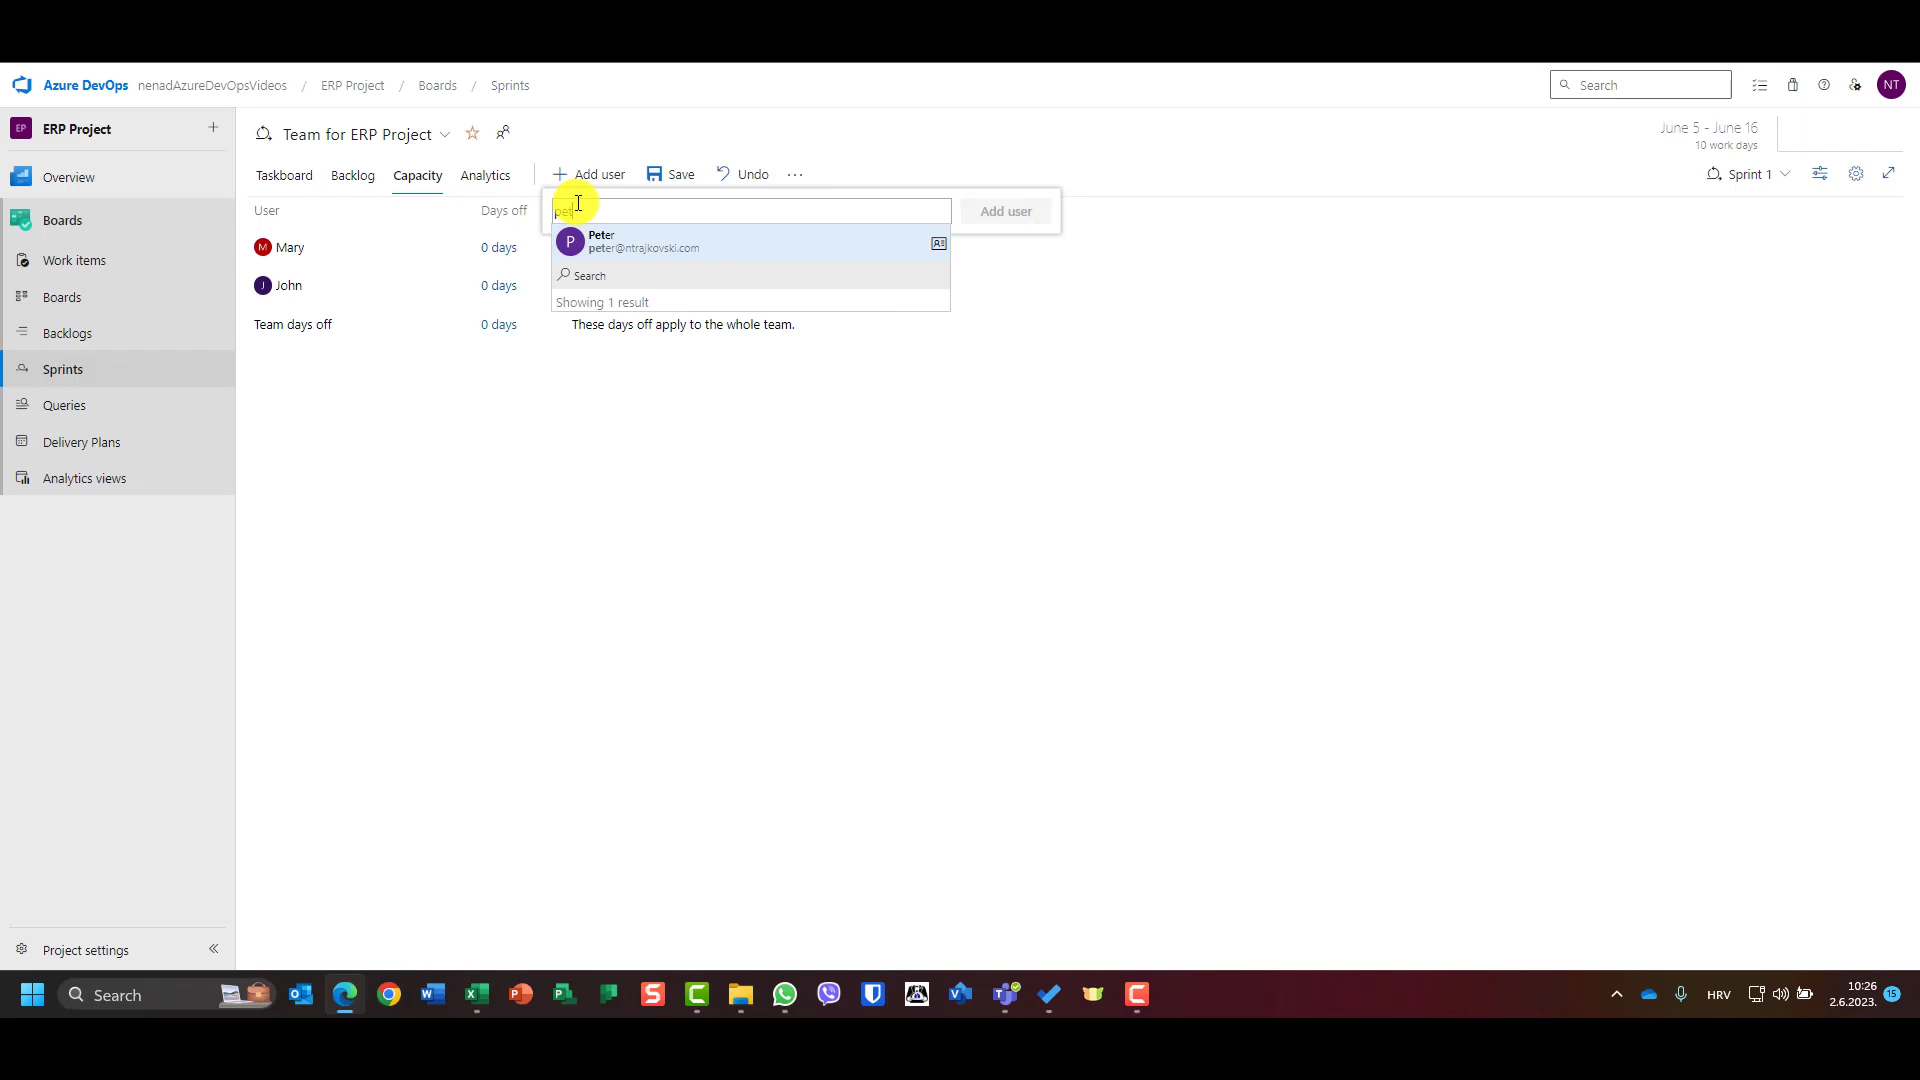 Azure DevOps nenadAzureDevOpsVideos / ERP Project / Boards / Sprints
Search
NT
EP ERP Project
Team for ERP Project
June 5 - June 16
10 work days
Taskboard Backlog Capacity Analytics Add user Save Undo
Sprint 1
Overview
Boards
Work items
Boards
Backlogs
Sprints
Queries
Delivery Plans
Analytics views
Project settings
User Days off
pet
Add user
M Mary 0 days
P Peter
peter@ntrajkovski.com
Search
J John 0 days
Showing 1 result
Team days off 0 days These days off apply to the whole team.
Search
HRV
10:26
2.6.2023.
15